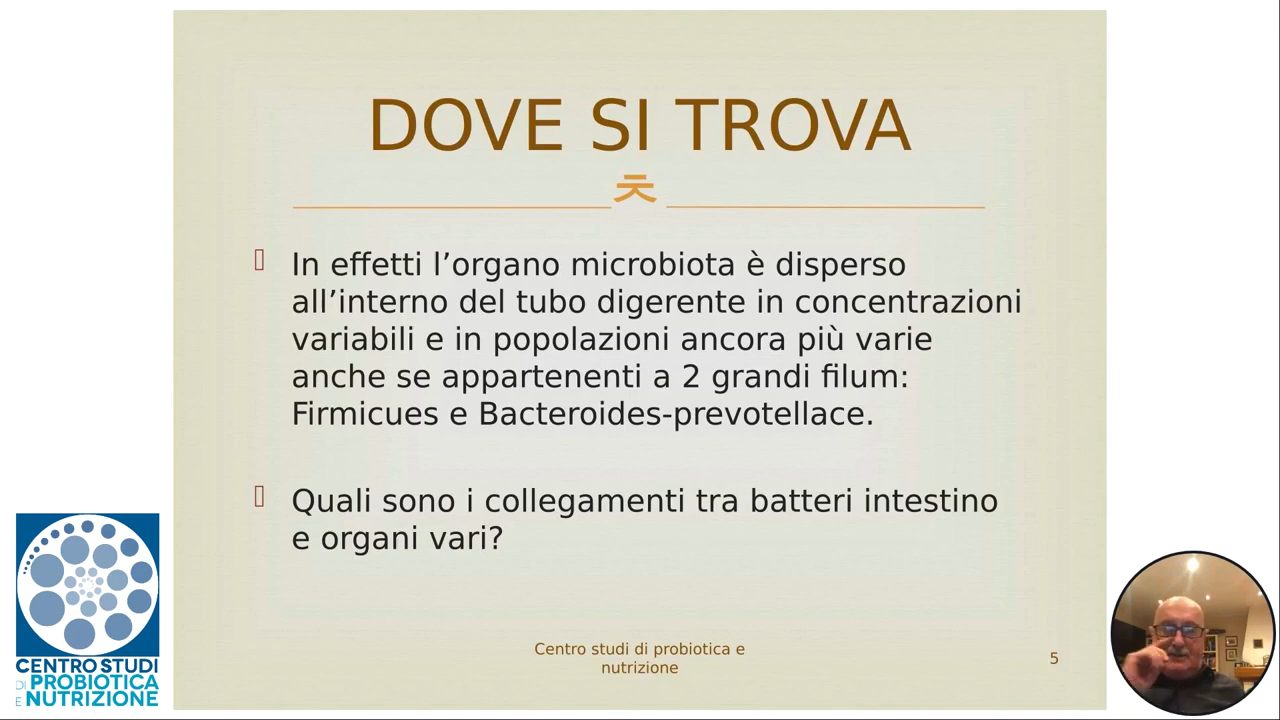 DOVE SI TROVA
In effetti l’organo microbiota è disperso
all’interno del tubo digerente in concentrazioni
variabili e in popolazioni ancora più varie
anche se appartenenti a 2 grandi filum:
Firmicues e Bacteroides-prevotellace.
Quali sono i collegamenti tra batteri intestino
e organi vari?
Centro studi di probiotica e
nutrizione
5
CENTRO STUDI
DI PROBIOTICA
E NUTRIZIONE